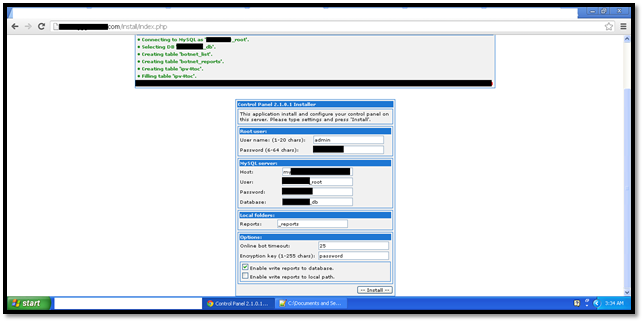 Control Panel 2.1.0.1...
com/install/index.php
Connecting to MySQL as '_root'.
Selecting DB '_db'.
Creating table 'botnet_list'.
Creating table 'botnet_reports'.
Creating table 'ipv4toc'.
Filling table 'ipv4toc'.
Control Panel 2.1.0.1 Installer
This application install and configure your control panel on
this server. Please type settings and press 'Install'.
Root user:
User name: (1-20 chars): admin
Password (6-64 chars):
MySQL server:
Host: my
User: _root
Password:
Database: _db
Local folders:
Reports: _reports
Options:
Online bot timeout: 25
Encryption key (1-255 chars): password
Enable write reports to database.
Enable write reports to local path.
-- Install --
start
C:\Documents and Se...
3:34 AM